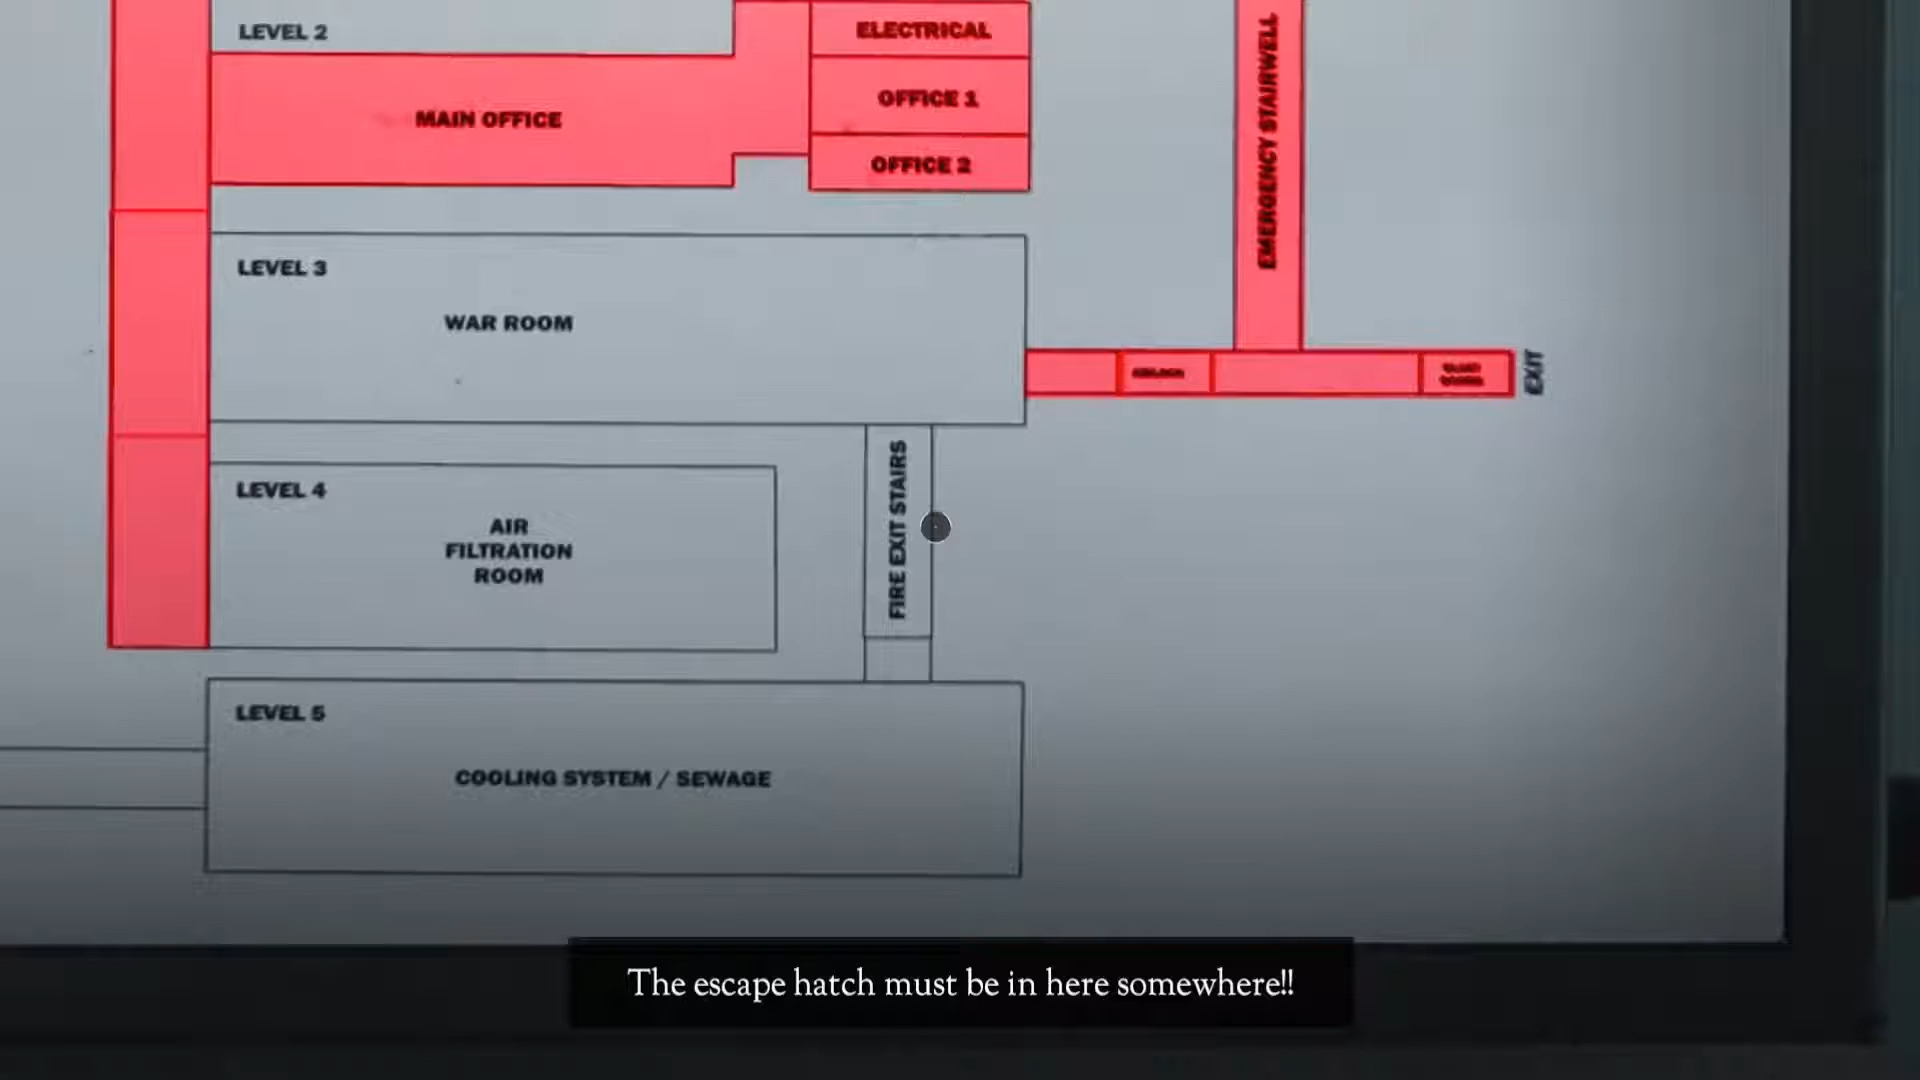 LEVEL 2
ELECTRICAL
MAIN OFFICE
OFFICE 1
OFFICE 2
EMERGENCY STAIRWELL
LEVEL 3
WAR ROOM
EXIT
LEVEL 4
AIR
FILTRATION
ROOM
FIRE EXIT STAIRS
LEVEL 5
COOLING SYSTEM / SEWAGE
The escape hatch must be in here somewhere!!